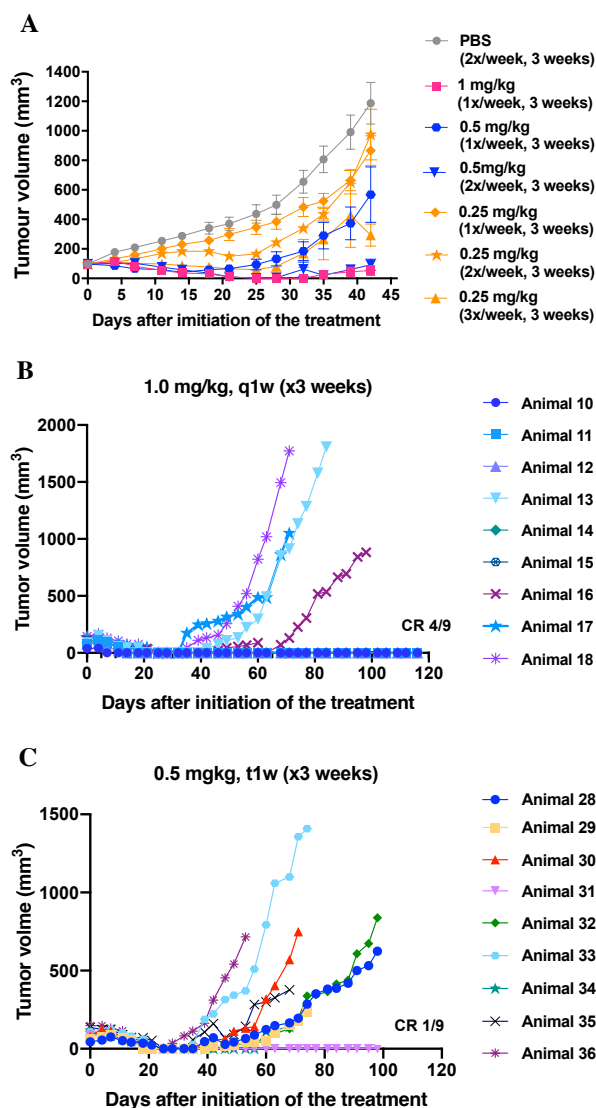 A
Tumour volume (mm³)
1400
1200
1000
800
600
400
200
0
0 5 10 15 20 25 30 35 40 45
Days after imitiation of the treatment
PBS
(2x/week, 3 weeks)
1 mg/kg
(1x/week, 3 weeks)
0.5 mg/kg
(1x/week, 3 weeks)
0.5mg/kg
(2x/week, 3 weeks)
0.25 mg/kg
(1x/week, 3 weeks)
0.25 mg/kg
(2x/week, 3 weeks)
0.25 mg/kg
(3x/week, 3 weeks)
B
1.0 mg/kg, q1w (x3 weeks)
Tumor volume (mm³)
2000
1500
1000
500
0
0 20 40 60 80 100 120
Days after initiation of the treatment
CR 4/9
Animal 10
Animal 11
Animal 12
Animal 13
Animal 14
Animal 15
Animal 16
Animal 17
Animal 18
C
0.5 mgkg, t1w (x3 weeks)
Tumor volme (mm³)
1500
1000
500
0
0 20 40 60 80 100 120
Days after initiation of the treatment
CR 1/9
Animal 28
Animal 29
Animal 30
Animal 31
Animal 32
Animal 33
Animal 34
Animal 35
Animal 36